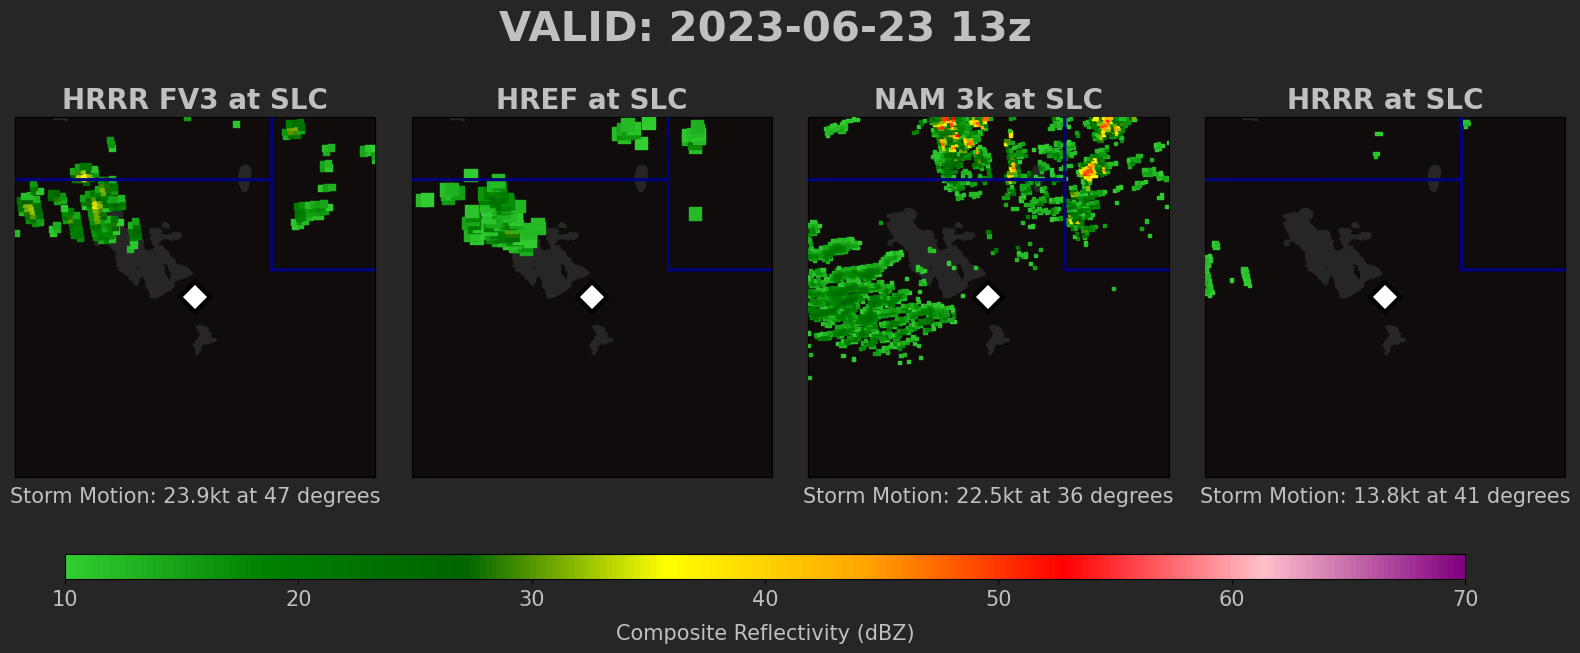 VALID: 2023-06-23 13z
HRRR FV3 at SLC
HREF at SLC
NAM 3k at SLC
HRRR at SLC
Storm Motion: 23.9kt at 47 degrees
Storm Motion: 22.5kt at 36 degrees
Storm Motion: 13.8kt at 41 degrees
10 20 30 40 50 60 70
Composite Reflectivity (dBZ)